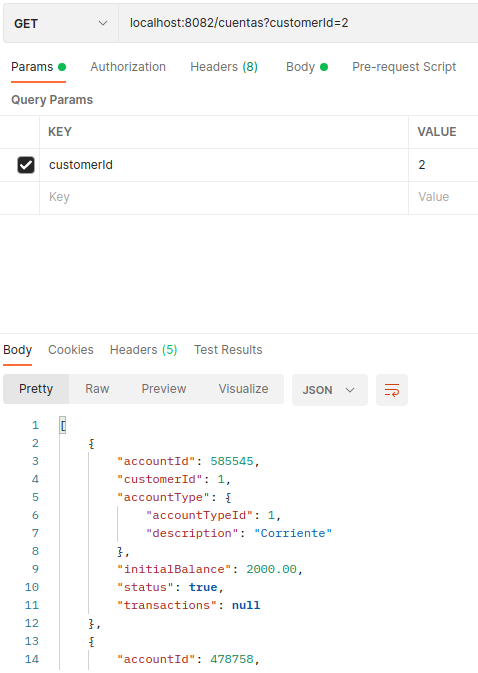 GET localhost:8082/cuentas?customerId=2
Params Authorization Headers (8) Body Pre-request Script
Query Params
KEY VALUE
customerId 2
Key Value
Body Cookies Headers (5) Test Results
Pretty Raw Preview Visualize JSON
1 [
2 {
3 "accountId": 585545,
4 "customerId": 1,
5 "accountType": {
6 "accountTypeId": 1,
7 "description": "Corriente"
8 },
9 "initialBalance": 2000.00,
10 "status": true,
11 "transactions": null
12 },
13 {
14 "accountId": 478758,